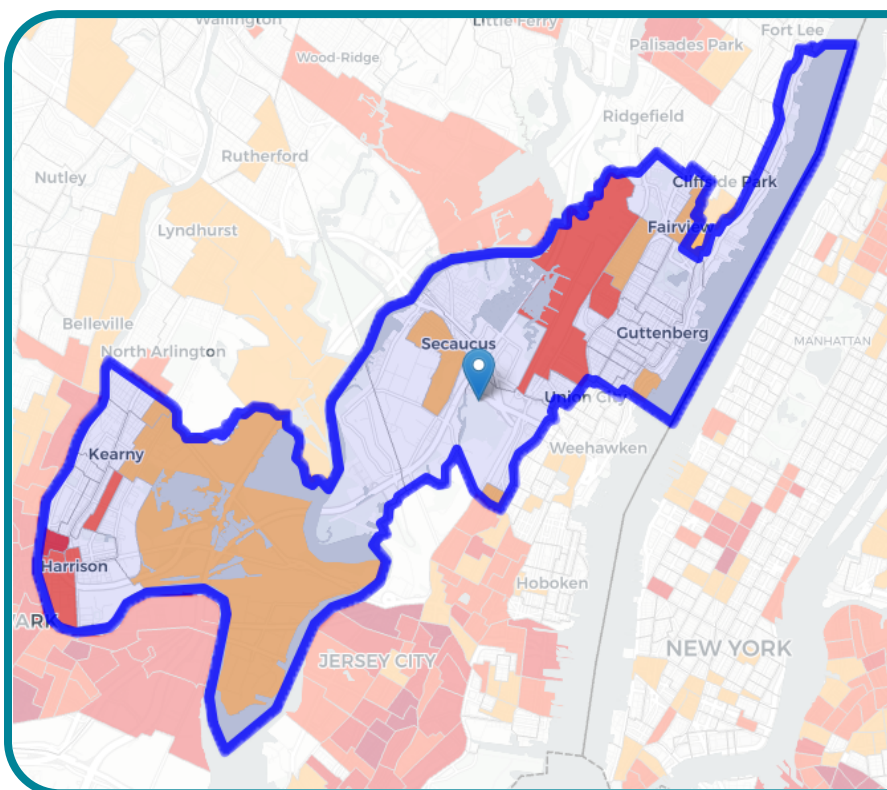 Wallington
Little Ferry
Fort Lee
Palisades Park
Wood-Ridge
Ridgefield
Rutherford
Nutley
Cliffside Park
Fairview
Lyndhurst
Belleville
Guttenberg
North Arlington
Secaucus
MANHATTAN
Union City
Weehawken
Kearny
Harrison
Hoboken
ARK
NEW YORK
JERSEY CITY